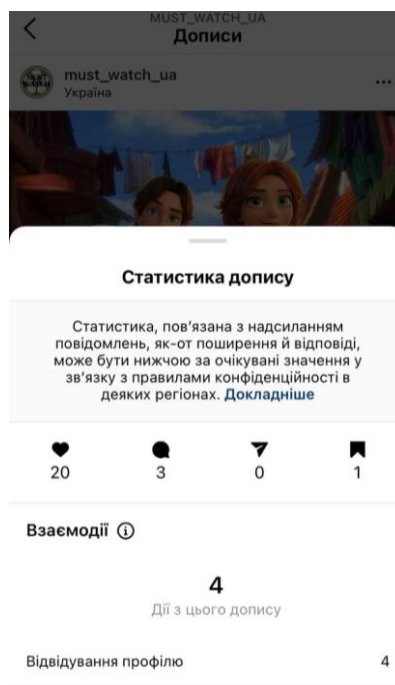 MUST_WATCH_UA
Дописи
must_watch_ua
Україна
Статистика допису
Статистика, пов’язана з надсиланням
повідомлень, як-от поширення й відповіді,
може бути нижчою за очікувані значення у
зв’язку з правилами конфіденційності в
деяких регіонах. Докладніше
20 3 0 1
Взаємодії
4
Дії з цього допису
Відвідування профілю 4